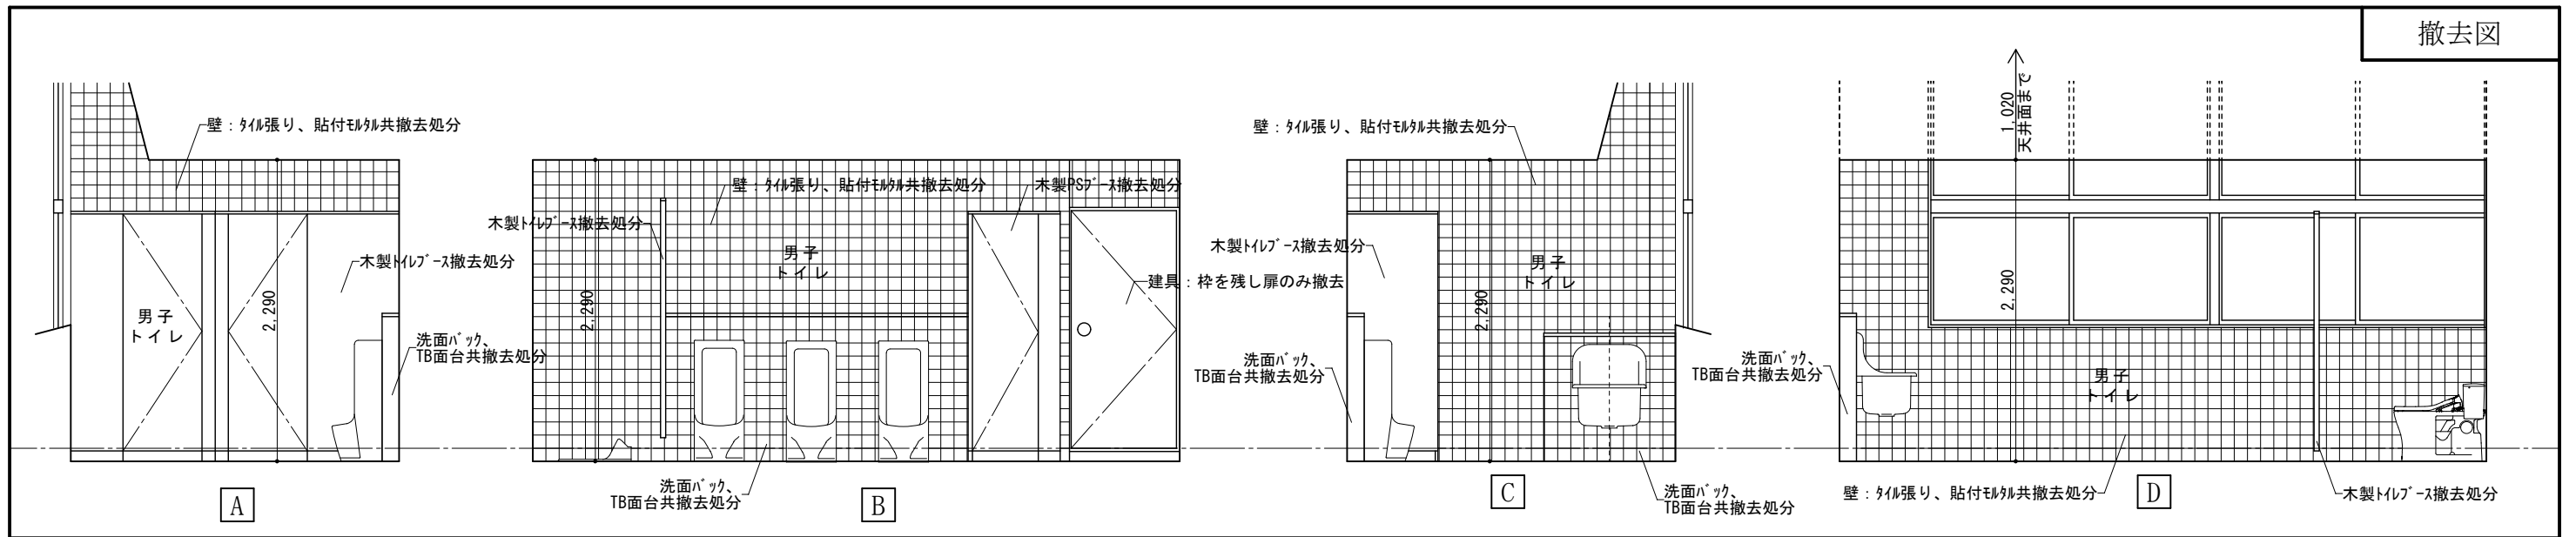 撤去図
壁：ﾀｲﾙ張り、貼付ﾓﾙﾀﾙ共撤去処分
木製ﾄｲﾚﾌﾞｰｽ撤去処分
男子
トイレ
2,290
洗面ﾊﾞｯｸ、
TB面台共撤去処分
A
壁：ﾀｲﾙ張り、貼付ﾓﾙﾀﾙ共撤去処分
木製PSﾌﾞｰｽ撤去処分
木製ﾄｲﾚﾌﾞｰｽ撤去処分
男子
トイレ
建具：枠を残し扉のみ撤去
2,290
洗面ﾊﾞｯｸ、
TB面台共撤去処分
B
壁：ﾀｲﾙ張り、貼付ﾓﾙﾀﾙ共撤去処分
木製ﾄｲﾚﾌﾞｰｽ撤去処分
男子
トイレ
2,290
洗面ﾊﾞｯｸ、
TB面台共撤去処分
洗面ﾊﾞｯｸ、
TB面台共撤去処分
C
1,020
天井面まで
2,290
洗面ﾊﾞｯｸ、
TB面台共撤去処分
男子
トイレ
壁：ﾀｲﾙ張り、貼付ﾓﾙﾀﾙ共撤去処分
木製ﾄｲﾚﾌﾞｰｽ撤去処分
D